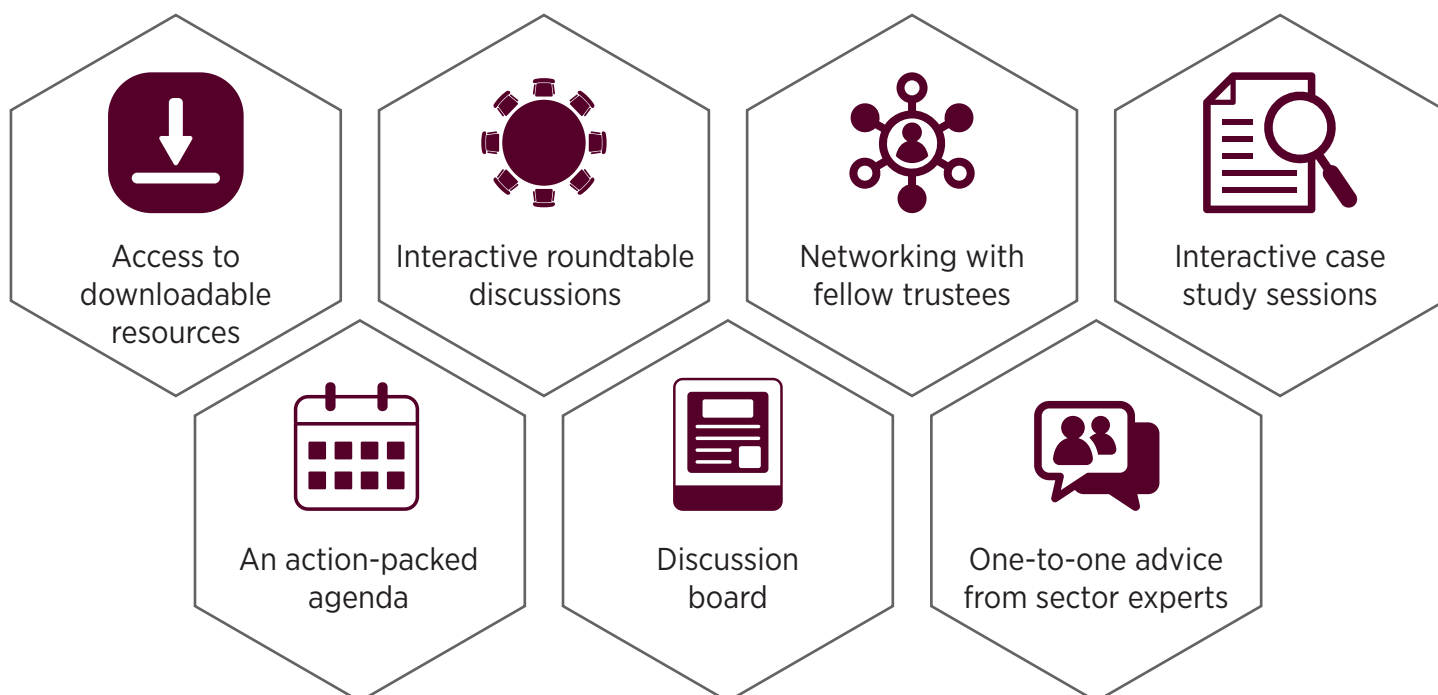 Access to
downloadable
resources
Interactive roundtable
discussions
Networking with
fellow trustees
Interactive case
study sessions
An action-packed
agenda
Discussion
board
One-to-one advice
from sector experts